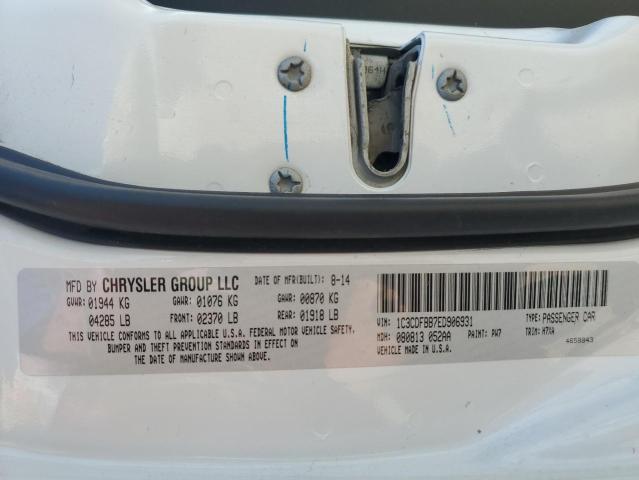 MFD BY CHRYSLER GROUP LLC DATE OF MFR(BUILT): 8-14
GVWR:01944 KG GAWR:01076 KG GAWR:00870 KG
04285 LB FRONT:02370 LB REAR: 01918 LB
THIS VEHICLE CONFORMS TO ALL APPLICABLE U.S.A. FEDERAL MOTOR VEHICLE SAFETY,
BUMPER AND THEFT PREVENTION STANDARDS IN EFFECT ON
THE DATE OF MANUFACTURE SHOWN ABOVE.
VIN: 1C3CDFBB7ED906931 TYPE: PASSENGER CAR
MDH: 080813 052AA PAINT: PW7 TRIM: H7XA
VEHICLE MADE IN U.S.A. 4658843